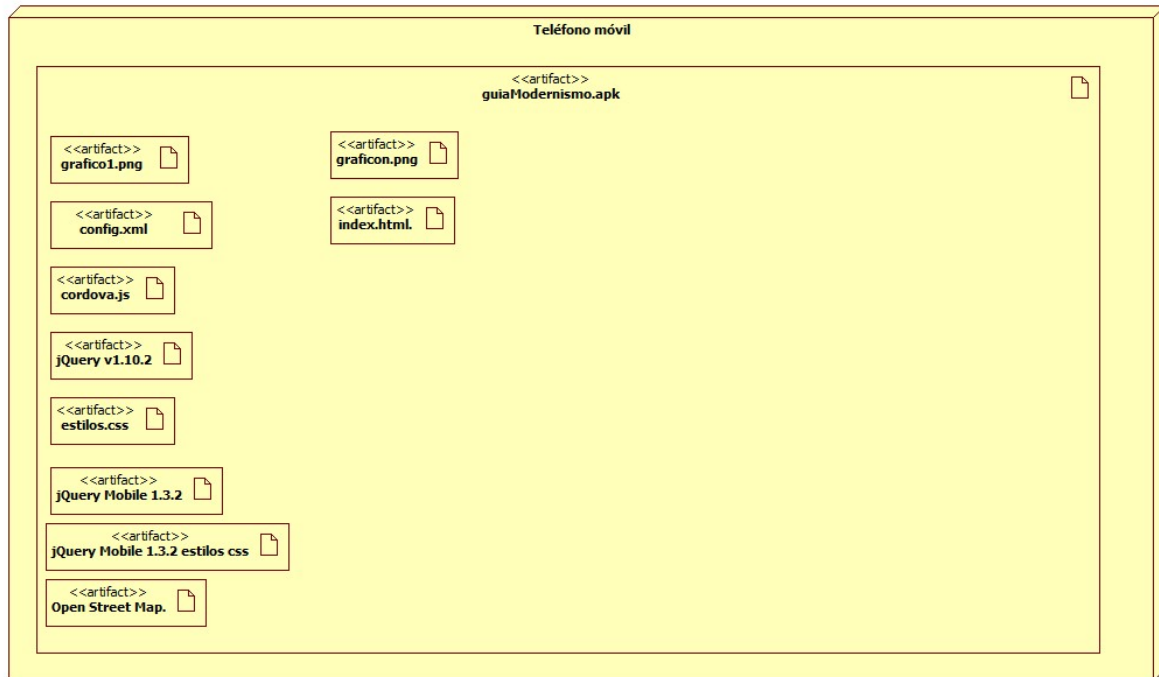 Teléfono móvil
<<artifact>>
guiaModernismo.apk
<<artifact>>
grafico1.png
<<artifact>>
graficon.png
<<artifact>>
config.xml
<<artifact>>
index.html.
<<artifact>>
cordova.js
<<artifact>>
jQuery v1.10.2
<<artifact>>
estilos.css
<<artifact>>
jQuery Mobile 1.3.2
<<artifact>>
jQuery Mobile 1.3.2 estilos css
<<artifact>>
Open Street Map.